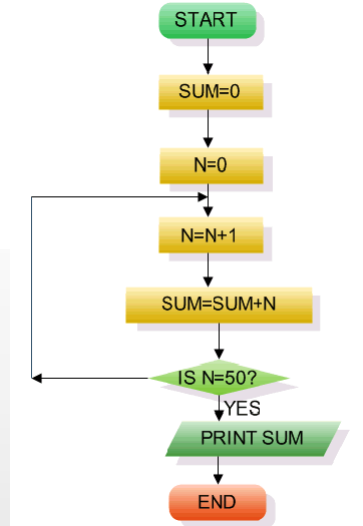 START
SUM=0
N=0
N=N+1
SUM=SUM+N
IS N=50?
YES
PRINT SUM
END